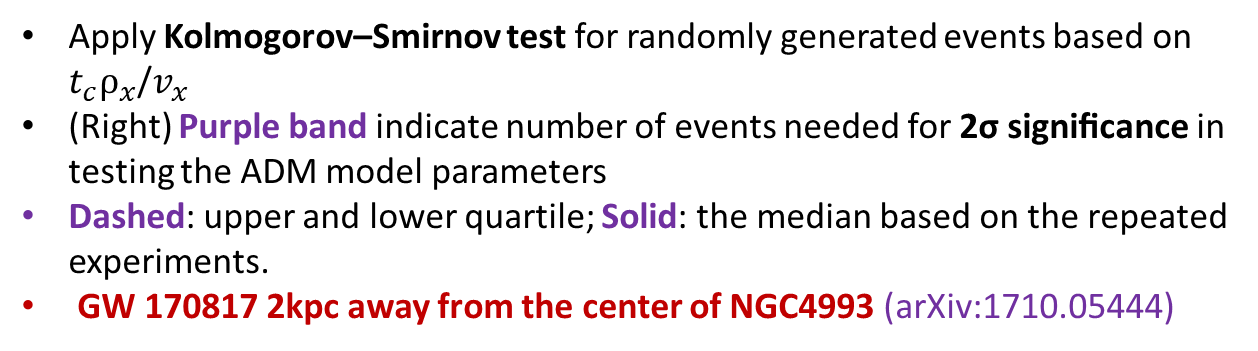 • Apply Kolmogorov–Smirnov test for randomly generated events based on
t_c ρ_x/v_x
• (Right) Purple band indicate number of events needed for 2σ significance in
testing the ADM model parameters
• Dashed: upper and lower quartile; Solid: the median based on the repeated
experiments.
• GW 170817 2kpc away from the center of NGC4993 (arXiv:1710.05444)